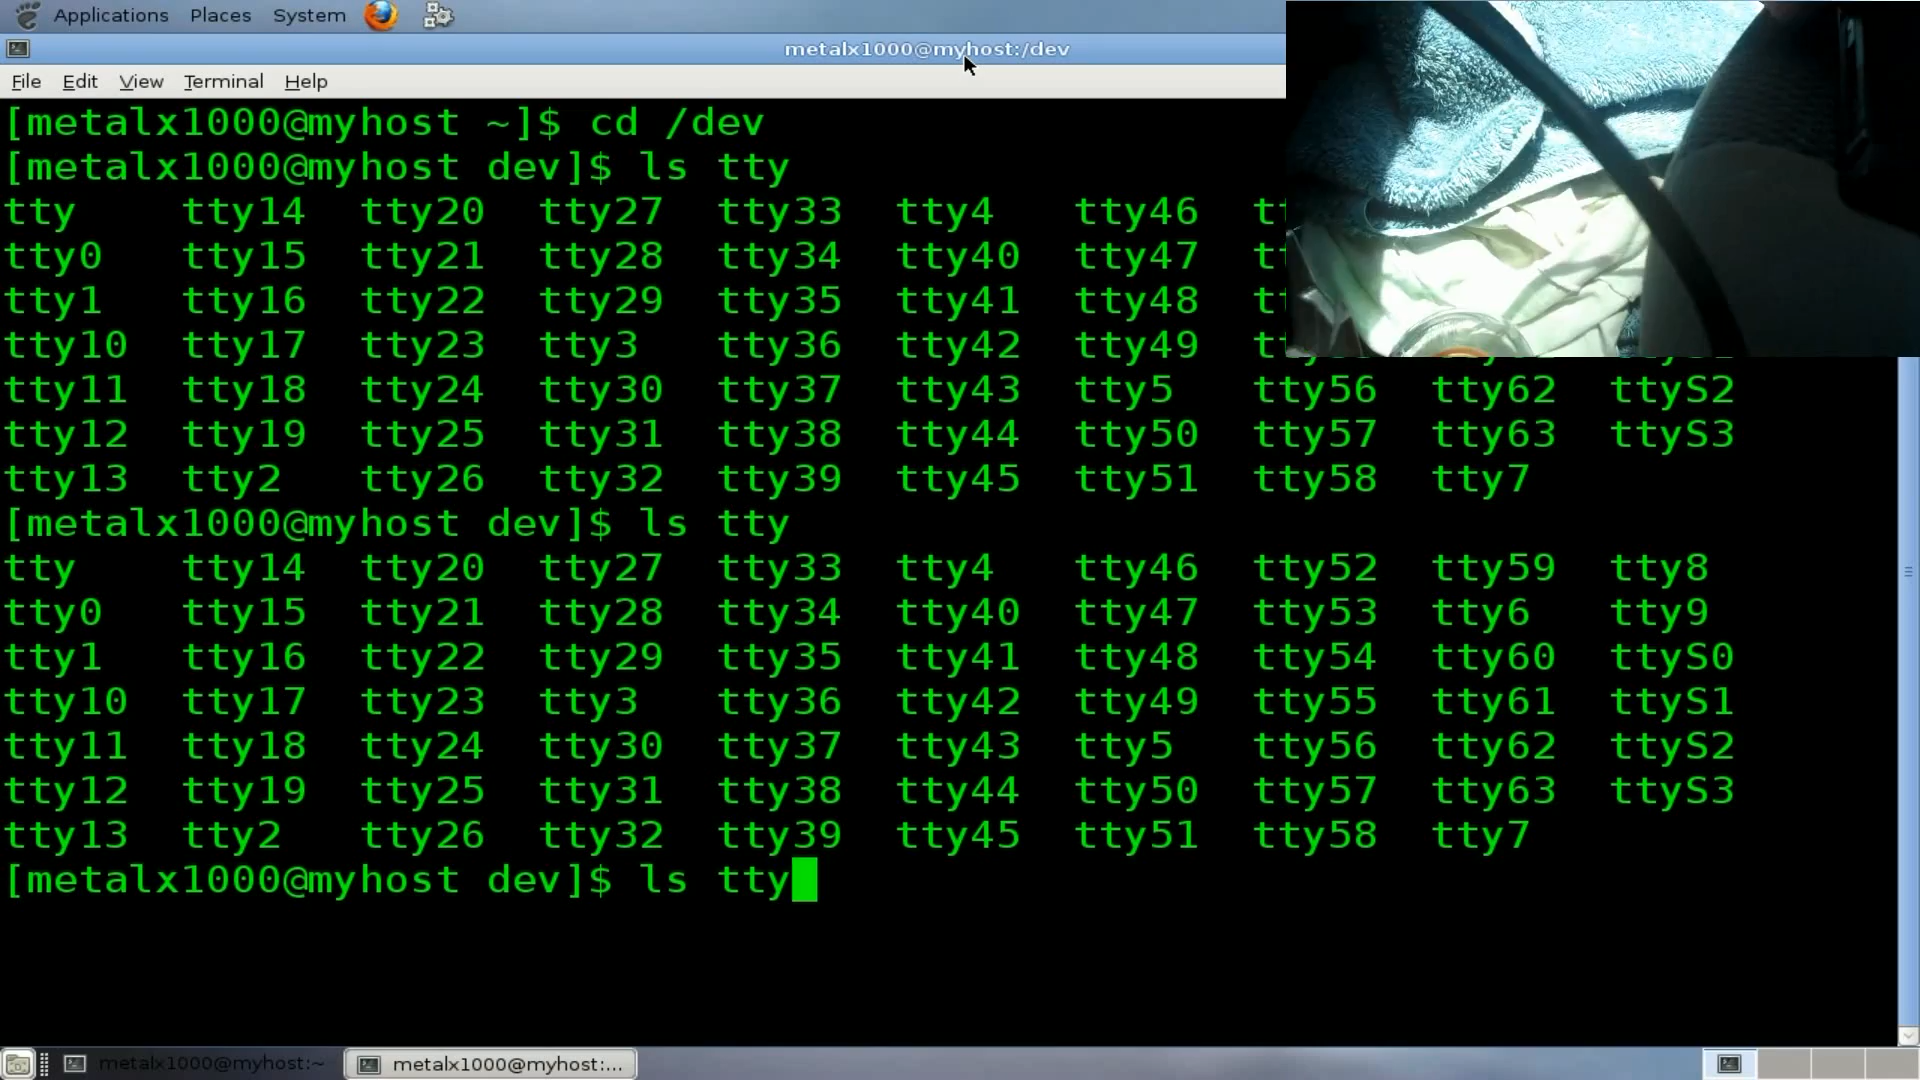 Applications Places System
metalx1000@myhost:/dev
File Edit View Terminal Help
[metalx1000@myhost ~]$ cd /dev
[metalx1000@myhost dev]$ ls tty
tty tty14 tty20 tty27 tty33 tty4 tty46
tty0 tty15 tty21 tty28 tty34 tty40 tty47
tty1 tty16 tty22 tty29 tty35 tty41 tty48
tty10 tty17 tty23 tty3 tty36 tty42 tty49
tty11 tty18 tty24 tty30 tty37 tty43 tty5 tty56 tty62 ttyS2
tty12 tty19 tty25 tty31 tty38 tty44 tty50 tty57 tty63 ttyS3
tty13 tty2 tty26 tty32 tty39 tty45 tty51 tty58 tty7
[metalx1000@myhost dev]$ ls tty
tty tty14 tty20 tty27 tty33 tty4 tty46 tty52 tty59 tty8
tty0 tty15 tty21 tty28 tty34 tty40 tty47 tty53 tty6 tty9
tty1 tty16 tty22 tty29 tty35 tty41 tty48 tty54 tty60 ttyS0
tty10 tty17 tty23 tty3 tty36 tty42 tty49 tty55 tty61 ttyS1
tty11 tty18 tty24 tty30 tty37 tty43 tty5 tty56 tty62 ttyS2
tty12 tty19 tty25 tty31 tty38 tty44 tty50 tty57 tty63 ttyS3
tty13 tty2 tty26 tty32 tty39 tty45 tty51 tty58 tty7
[metalx1000@myhost dev]$ ls tty
metalx1000@myhost:~ metalx1000@myhost:...